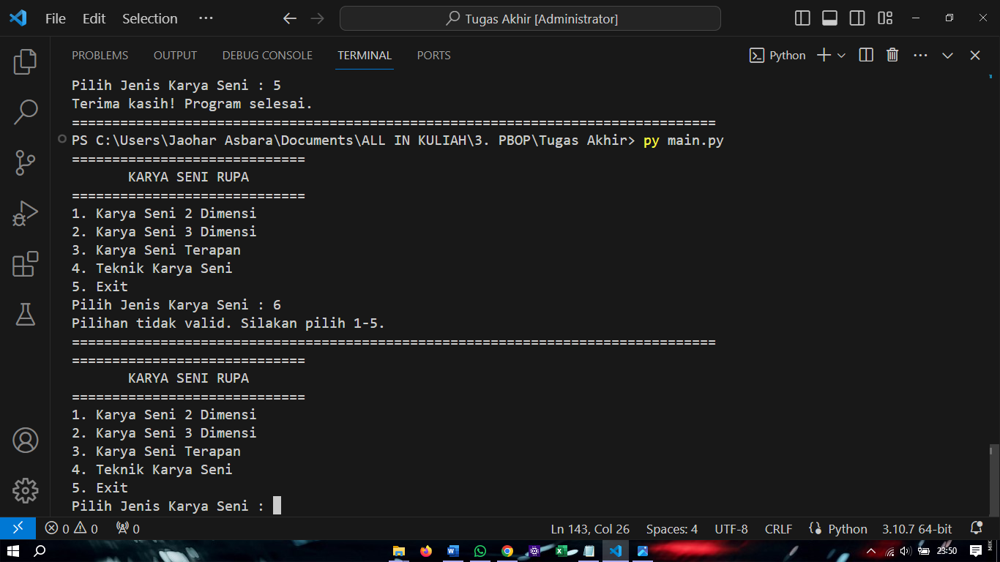 File Edit Selection ···
Tugas Akhir [Administrator]
PROBLEMS OUTPUT DEBUG CONSOLE TERMINAL PORTS
Python
Pilih Jenis Karya Seni : 5
Terima kasih! Program selesai.
================================================================================
PS C:\Users\Jaohar Asbara\Documents\ALL IN KULIAH\3. PBOP\Tugas Akhir> py main.py
=============================
KARYA SENI RUPA
=============================
1. Karya Seni 2 Dimensi
2. Karya Seni 3 Dimensi
3. Karya Seni Terapan
4. Teknik Karya Seni
5. Exit
Pilih Jenis Karya Seni : 6
Pilihan tidak valid. Silakan pilih 1-5.
================================================================================
=============================
KARYA SENI RUPA
=============================
1. Karya Seni 2 Dimensi
2. Karya Seni 3 Dimensi
3. Karya Seni Terapan
4. Teknik Karya Seni
5. Exit
Pilih Jenis Karya Seni :
0 0 0 Ln 143, Col 26 Spaces: 4 UTF-8 CRLF Python 3.10.7 64-bit
23:50
MIK